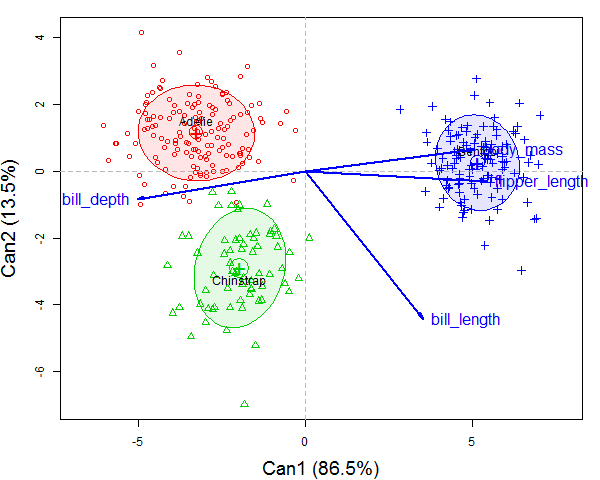 4
2
0
-2
-4
-6
Can2 (13.5%)
Adelie
bill_depth
flipper_length
Chinstrap
bill_length
-5
0
5
Can1 (86.5%)